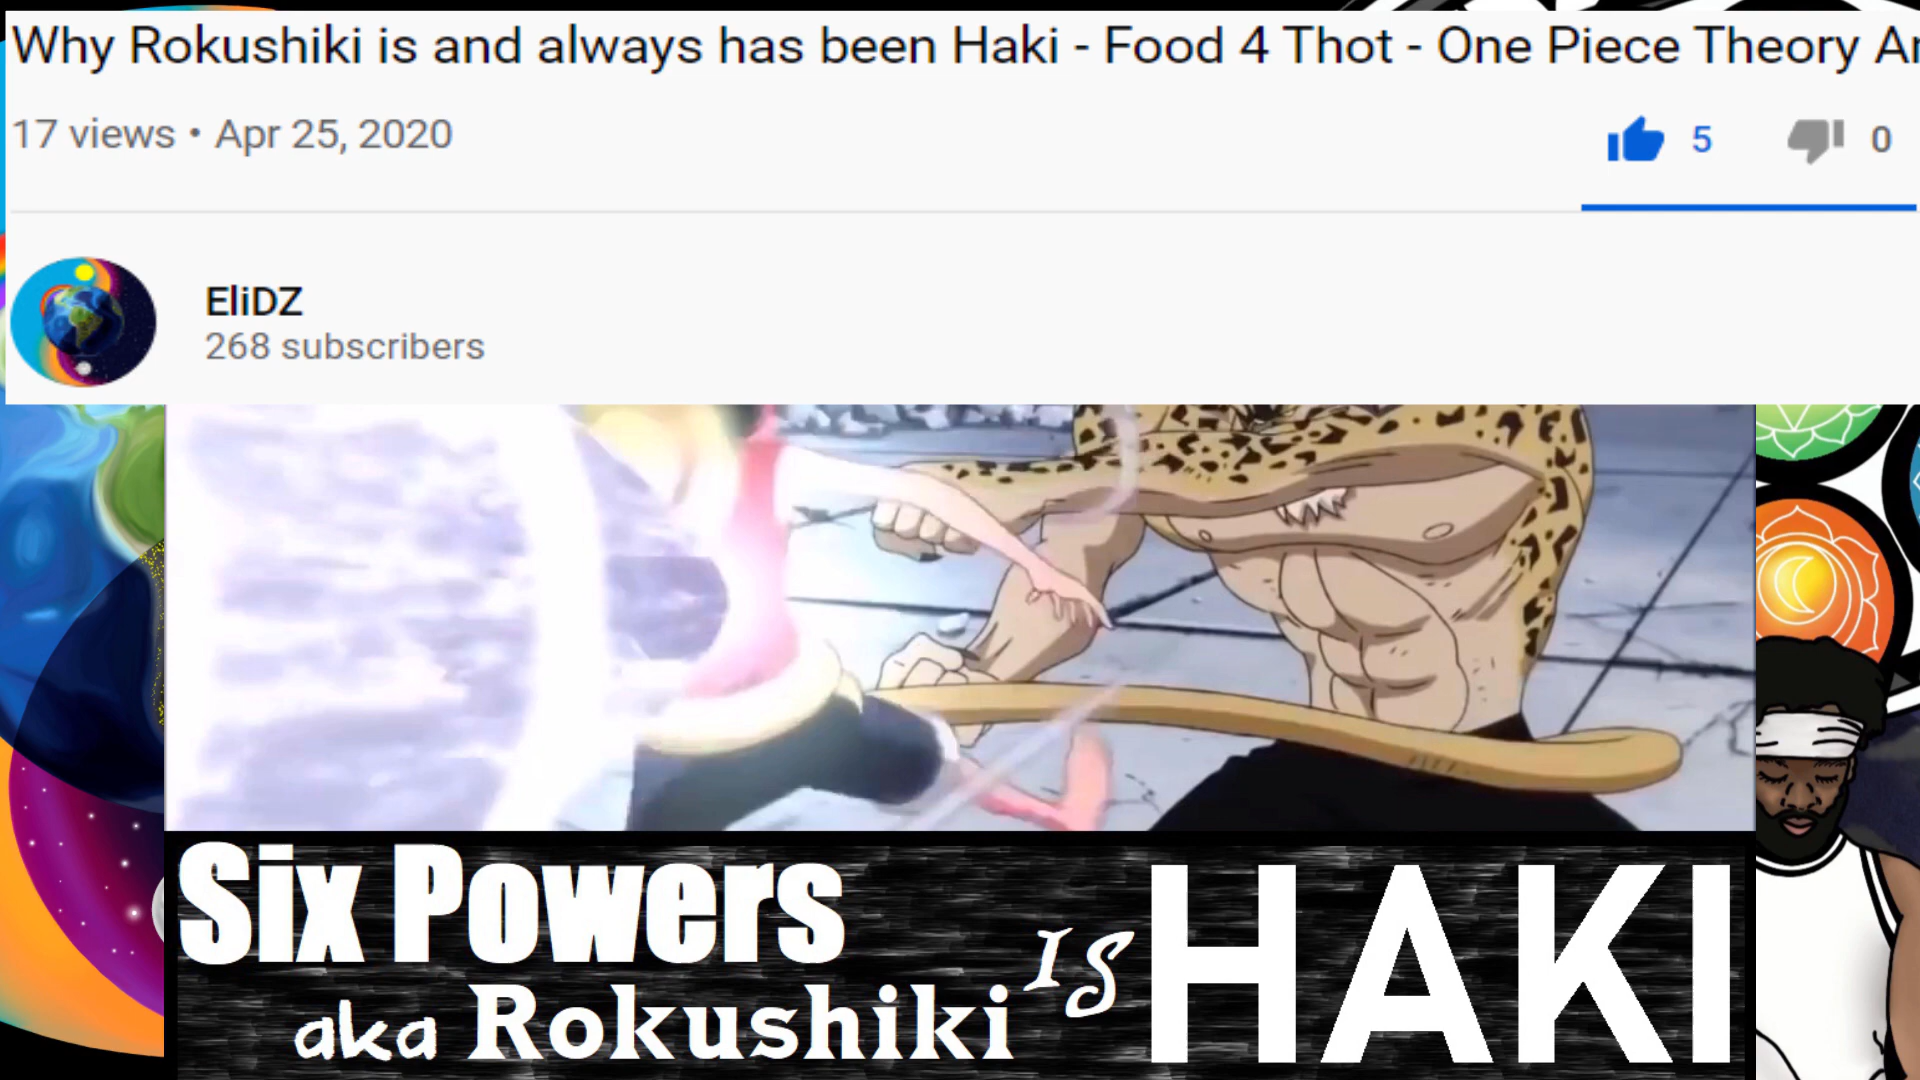 Why Rokushiki is and always has been Haki - Food 4 Thot - One Piece Theory Ar
17 views • Apr 25, 2020
5 0
EliDZ
268 subscribers
Six Powers
aka Rokushiki
IS
HAKI